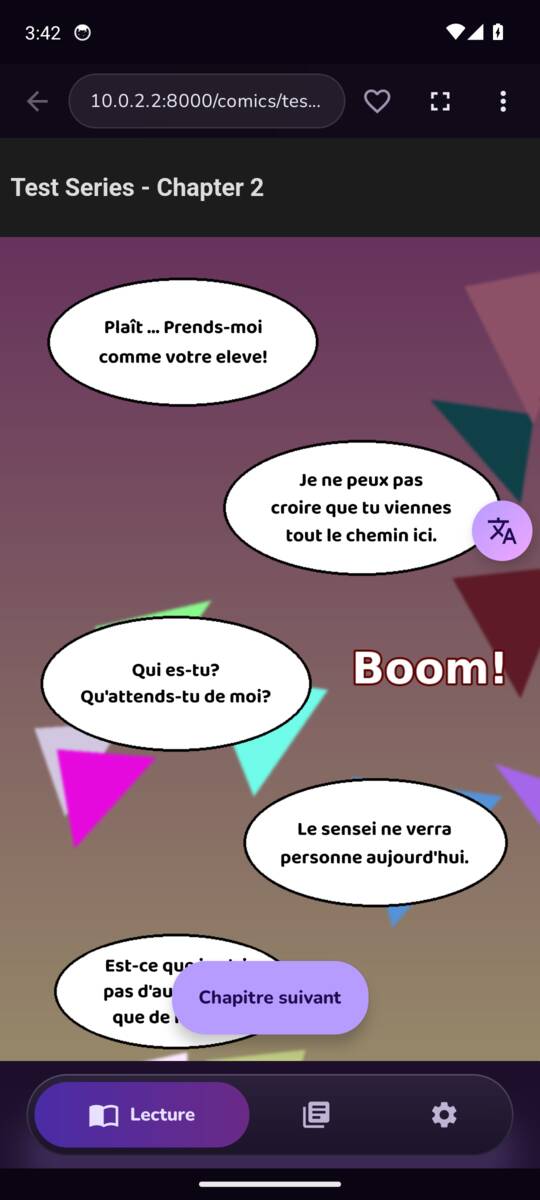 3:42
10.0.2.2:8000/comics/tes...
Test Series - Chapter 2
Plaît ... Prends-moi
comme votre eleve!
Je ne peux pas
croire que tu viennes
tout le chemin ici.
Qui es-tu?
Qu'attends-tu de moi?
Boom!
Le sensei ne verra
personne aujourd'hui.
Est-ce que
pas
que de
Chapitre suivant
Lecture